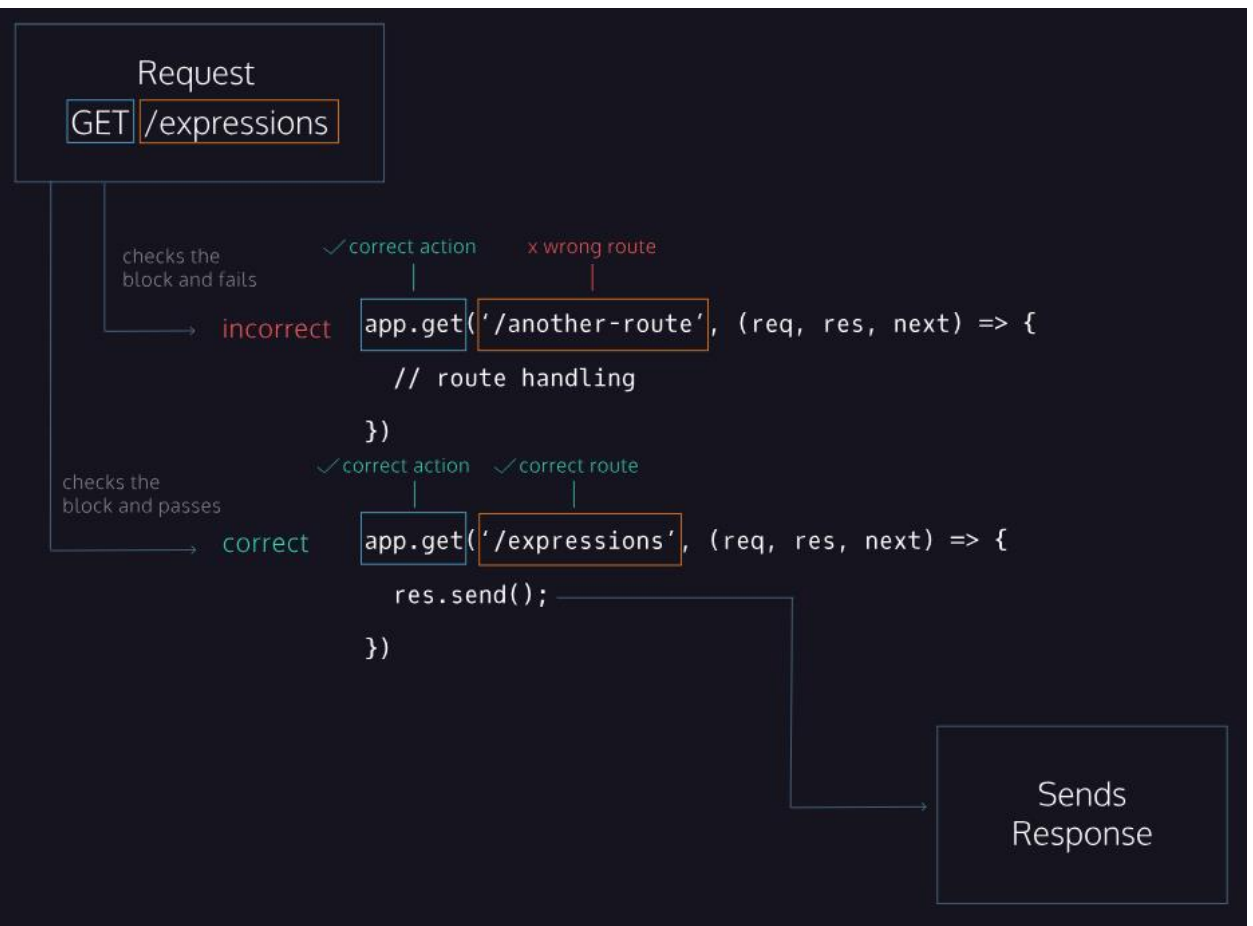 Request
GET /expressions
checks the
block and fails
✓ correct action
x wrong route
incorrect
app.get(‘/another-route’, (req, res, next) => {
// route handling
})
✓ correct action
✓ correct route
checks the
block and passes
correct
app.get(‘/expressions’, (req, res, next) => {
res.send();
})
Sends
Response